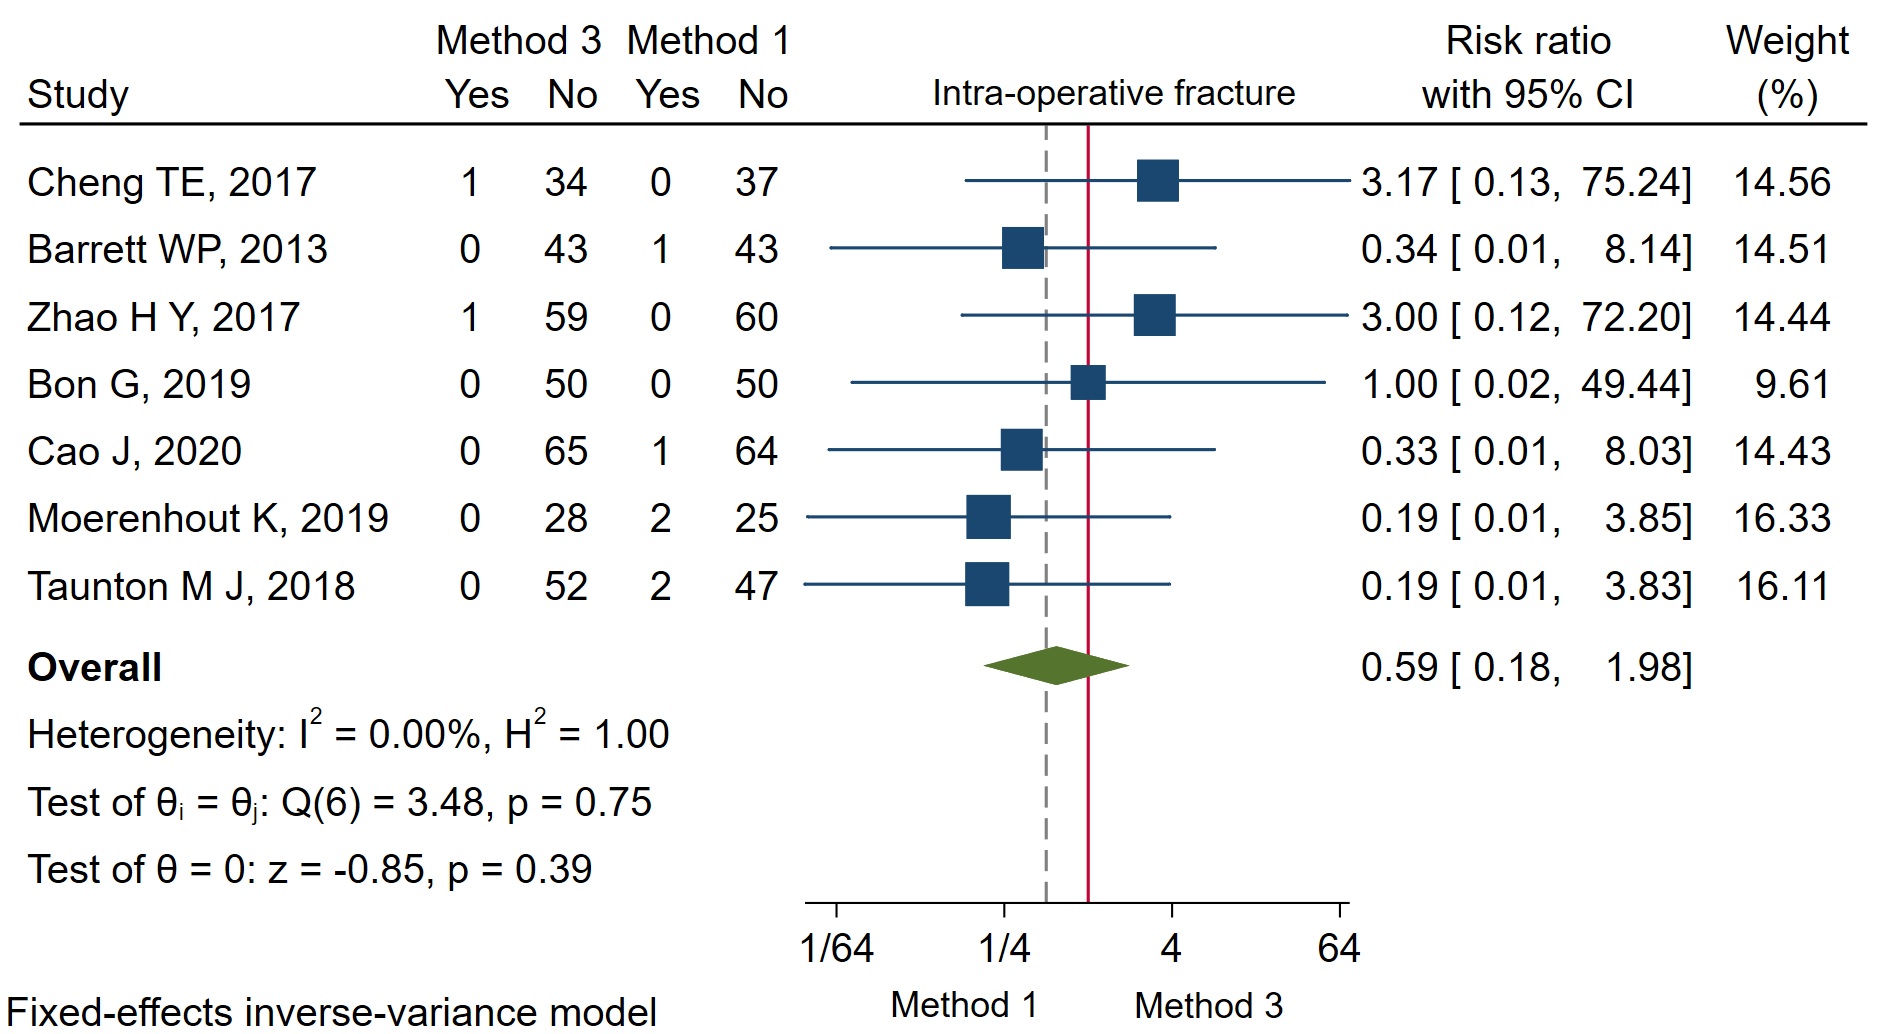 Method 3 Method 1 Risk ratio Weight
Study Yes No Yes No Intra-operative fracture with 95% CI (%)
Cheng TE, 2017 1 34 0 37 3.17 [ 0.13, 75.24] 14.56
Barrett WP, 2013 0 43 1 43 0.34 [ 0.01, 8.14] 14.51
Zhao H Y, 2017 1 59 0 60 3.00 [ 0.12, 72.20] 14.44
Bon G, 2019 0 50 0 50 1.00 [ 0.02, 49.44] 9.61
Cao J, 2020 0 65 1 64 0.33 [ 0.01, 8.03] 14.43
Moerenhout K, 2019 0 28 2 25 0.19 [ 0.01, 3.85] 16.33
Taunton M J, 2018 0 52 2 47 0.19 [ 0.01, 3.83] 16.11
Overall 0.59 [ 0.18, 1.98]
Heterogeneity: I² = 0.00%, H² = 1.00
Test of θᵢ = θⱼ: Q(6) = 3.48, p = 0.75
Test of θ = 0: z = -0.85, p = 0.39
1/64 1/4 4 64
Method 1 Method 3
Fixed-effects inverse-variance model